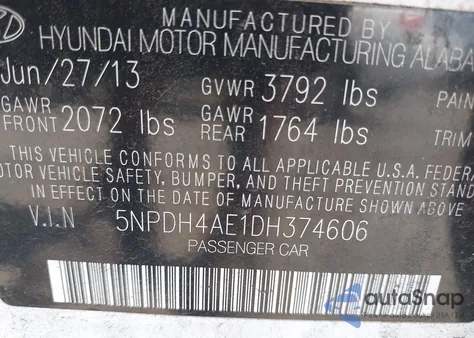 MANUFACTURED BY
HYUNDAI MOTOR MANUFACTURING ALABA
Jun/27/13 GVWR 3792 lbs PAIN
GAWR FRONT 2072 lbs GAWR REAR 1764 lbs TRIM
THIS VEHICLE CONFORMS TO ALL APPLICABLE U.S.A. FEDERA
MOTOR VEHICLE SAFETY, BUMPER, AND THEFT PREVENTION STANDARDS
IN EFFECT ON THE DATE OF MANUFACTURE SHOWN ABOVE.
V.I.N 5NPDH4AE1DH374606
PASSENGER CAR
autoSnap